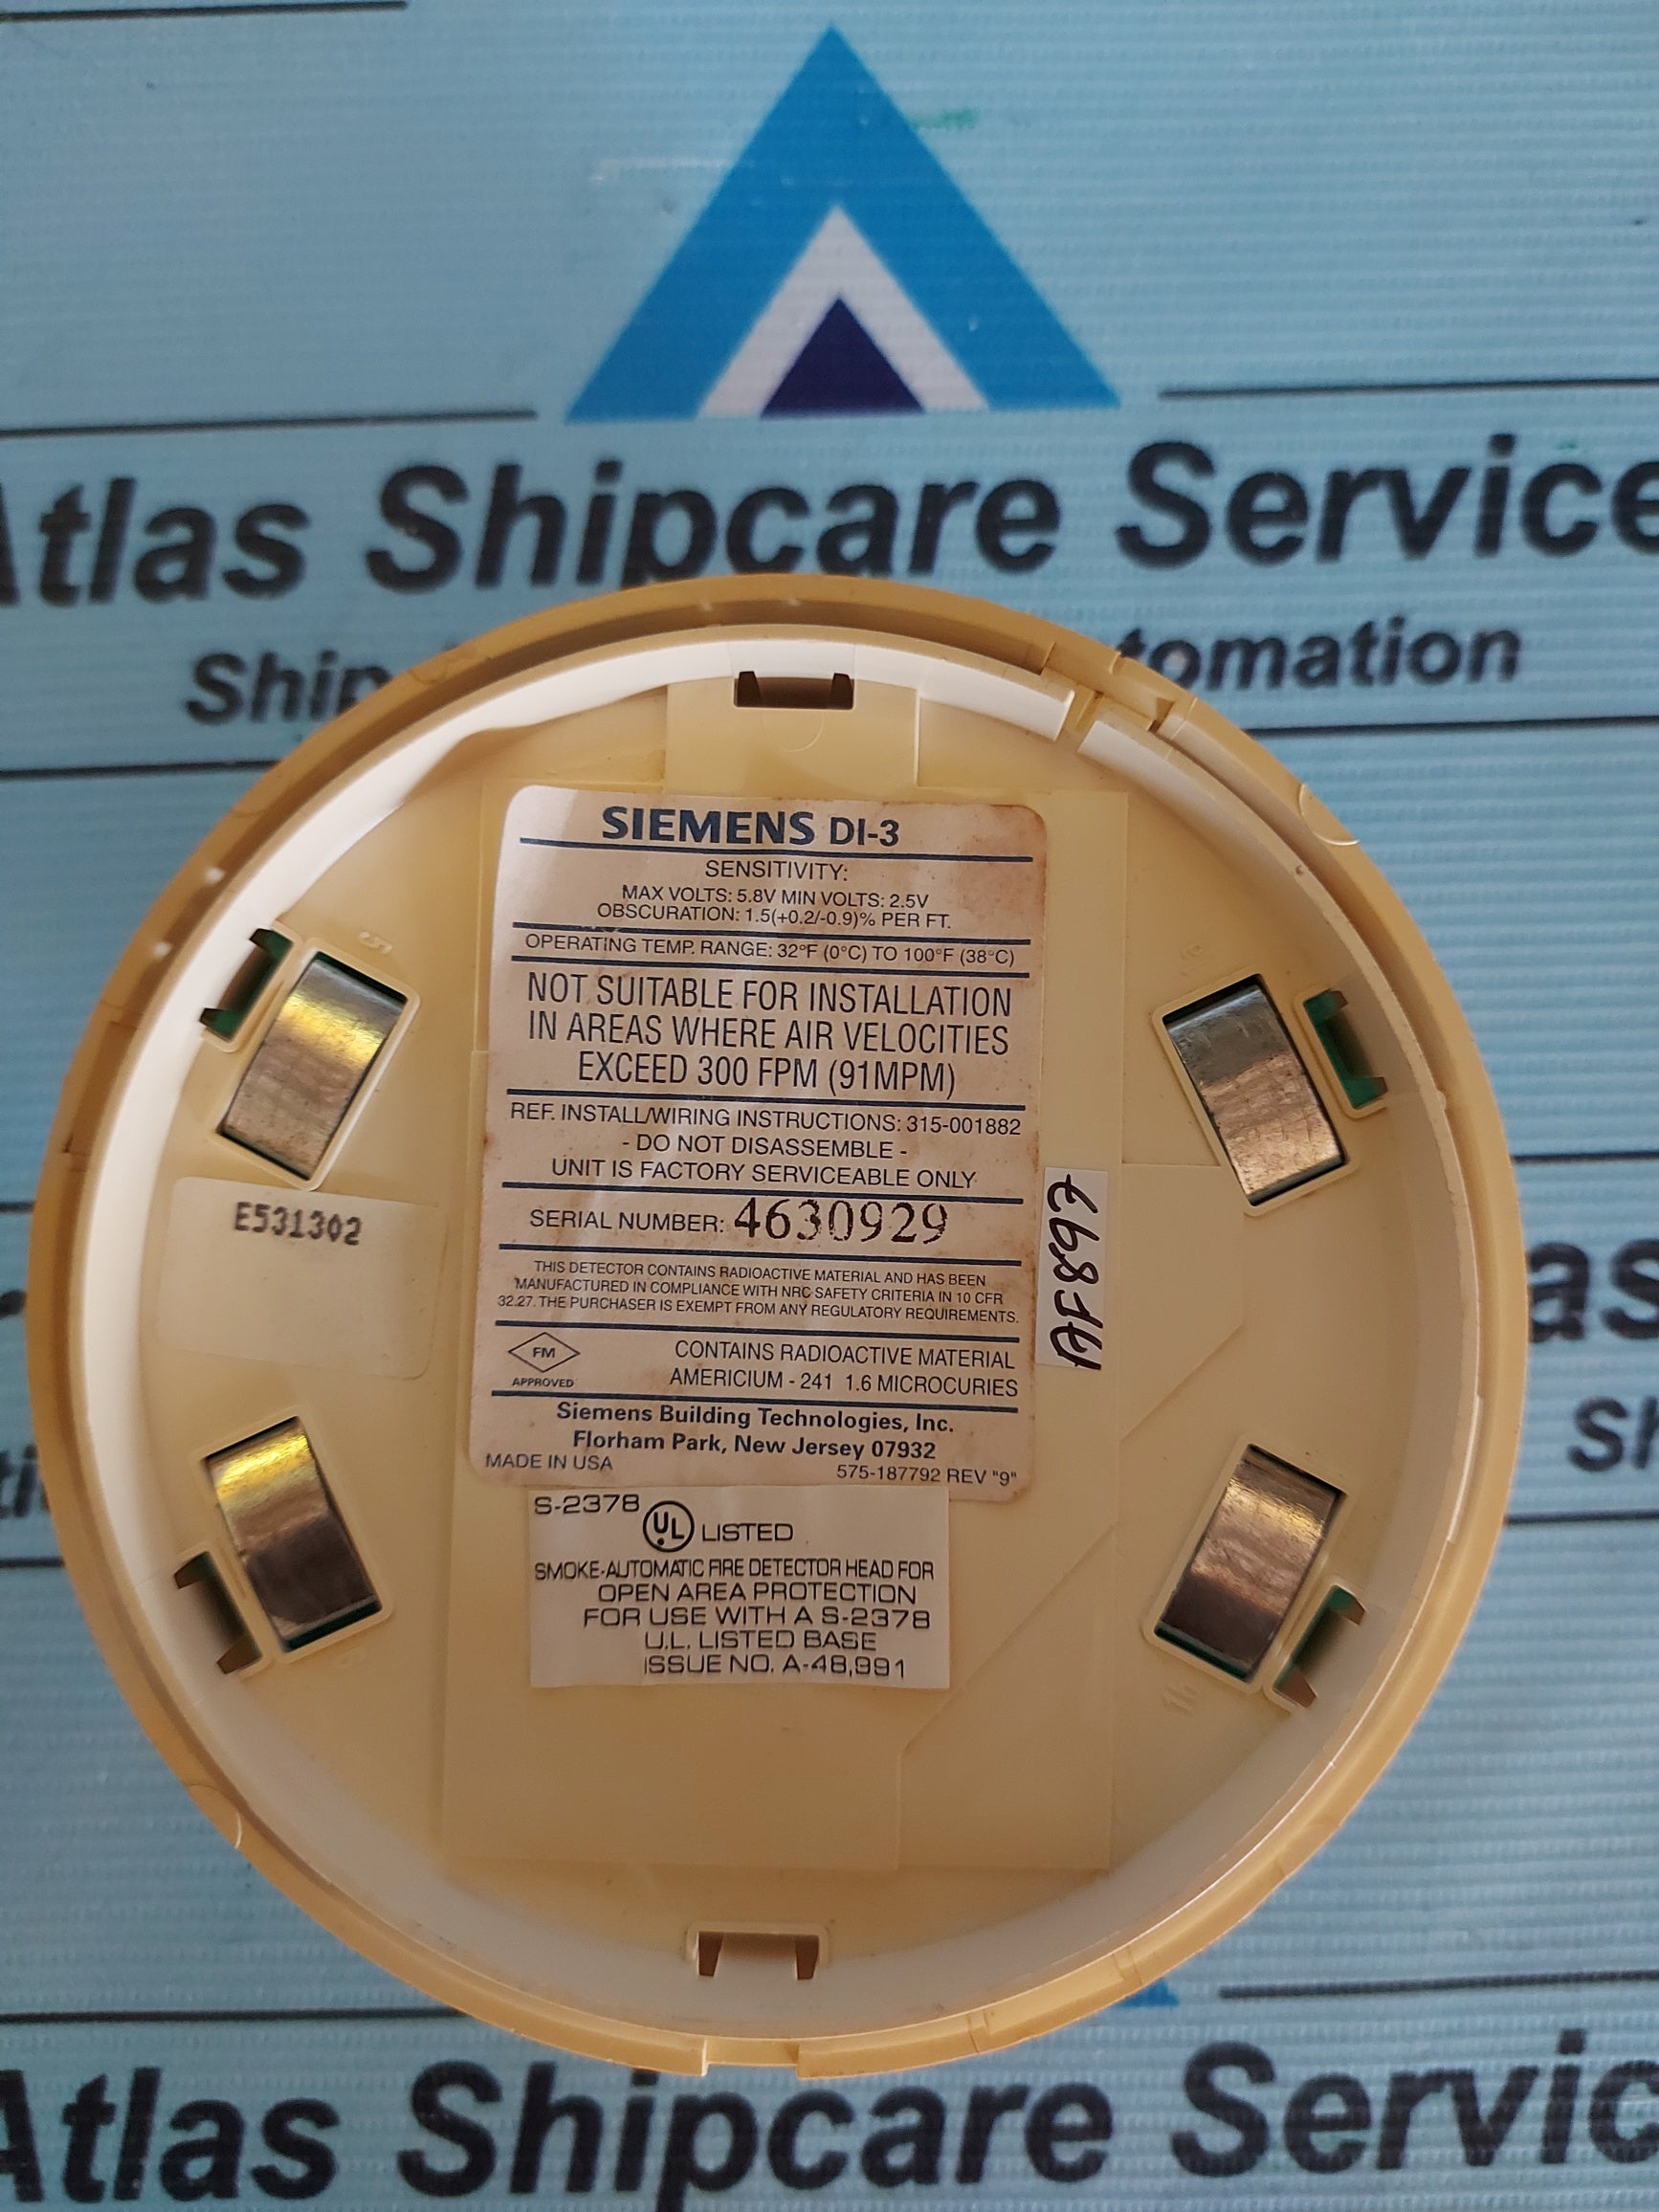 Atlas Shipcare Service
Ship
tomation
SIEMENS DI-3
SENSITIVITY:
MAX VOLTS: 5.8V MIN VOLTS: 2.5V
OBSCURATION: 1.5(+0.2/-0.9)% PER FT.
OPERATING TEMP. RANGE: 32°F (0°C) TO 100°F (38°C)
NOT SUITABLE FOR INSTALLATION
IN AREAS WHERE AIR VELOCITIES
EXCEED 300 FPM (91MPM)
REF. INSTALL/WIRING INSTRUCTIONS: 315-001882
- DO NOT DISASSEMBLE -
UNIT IS FACTORY SERVICEABLE ONLY
SERIAL NUMBER: 4630929
E531302
THIS DETECTOR CONTAINS RADIOACTIVE MATERIAL AND HAS BEEN
MANUFACTURED IN COMPLIANCE WITH NRC SAFETY CRITERIA IN 10 CFR
32.27. THE PURCHASER IS EXEMPT FROM ANY REGULATORY REQUIREMENTS.
FM
APPROVED
CONTAINS RADIOACTIVE MATERIAL
AMERICIUM - 241 1.6 MICROCURIES
Siemens Building Technologies, Inc.
Florham Park, New Jersey 07932
MADE IN USA
575-187792 REV "9"
S-2378
UL LISTED
SMOKE-AUTOMATIC FIRE DETECTOR HEAD FOR
OPEN AREA PROTECTION
FOR USE WITH A S-2378
U.L. LISTED BASE
ISSUE NO. A-48,991
as
Sh
Atlas Shipcare Servic